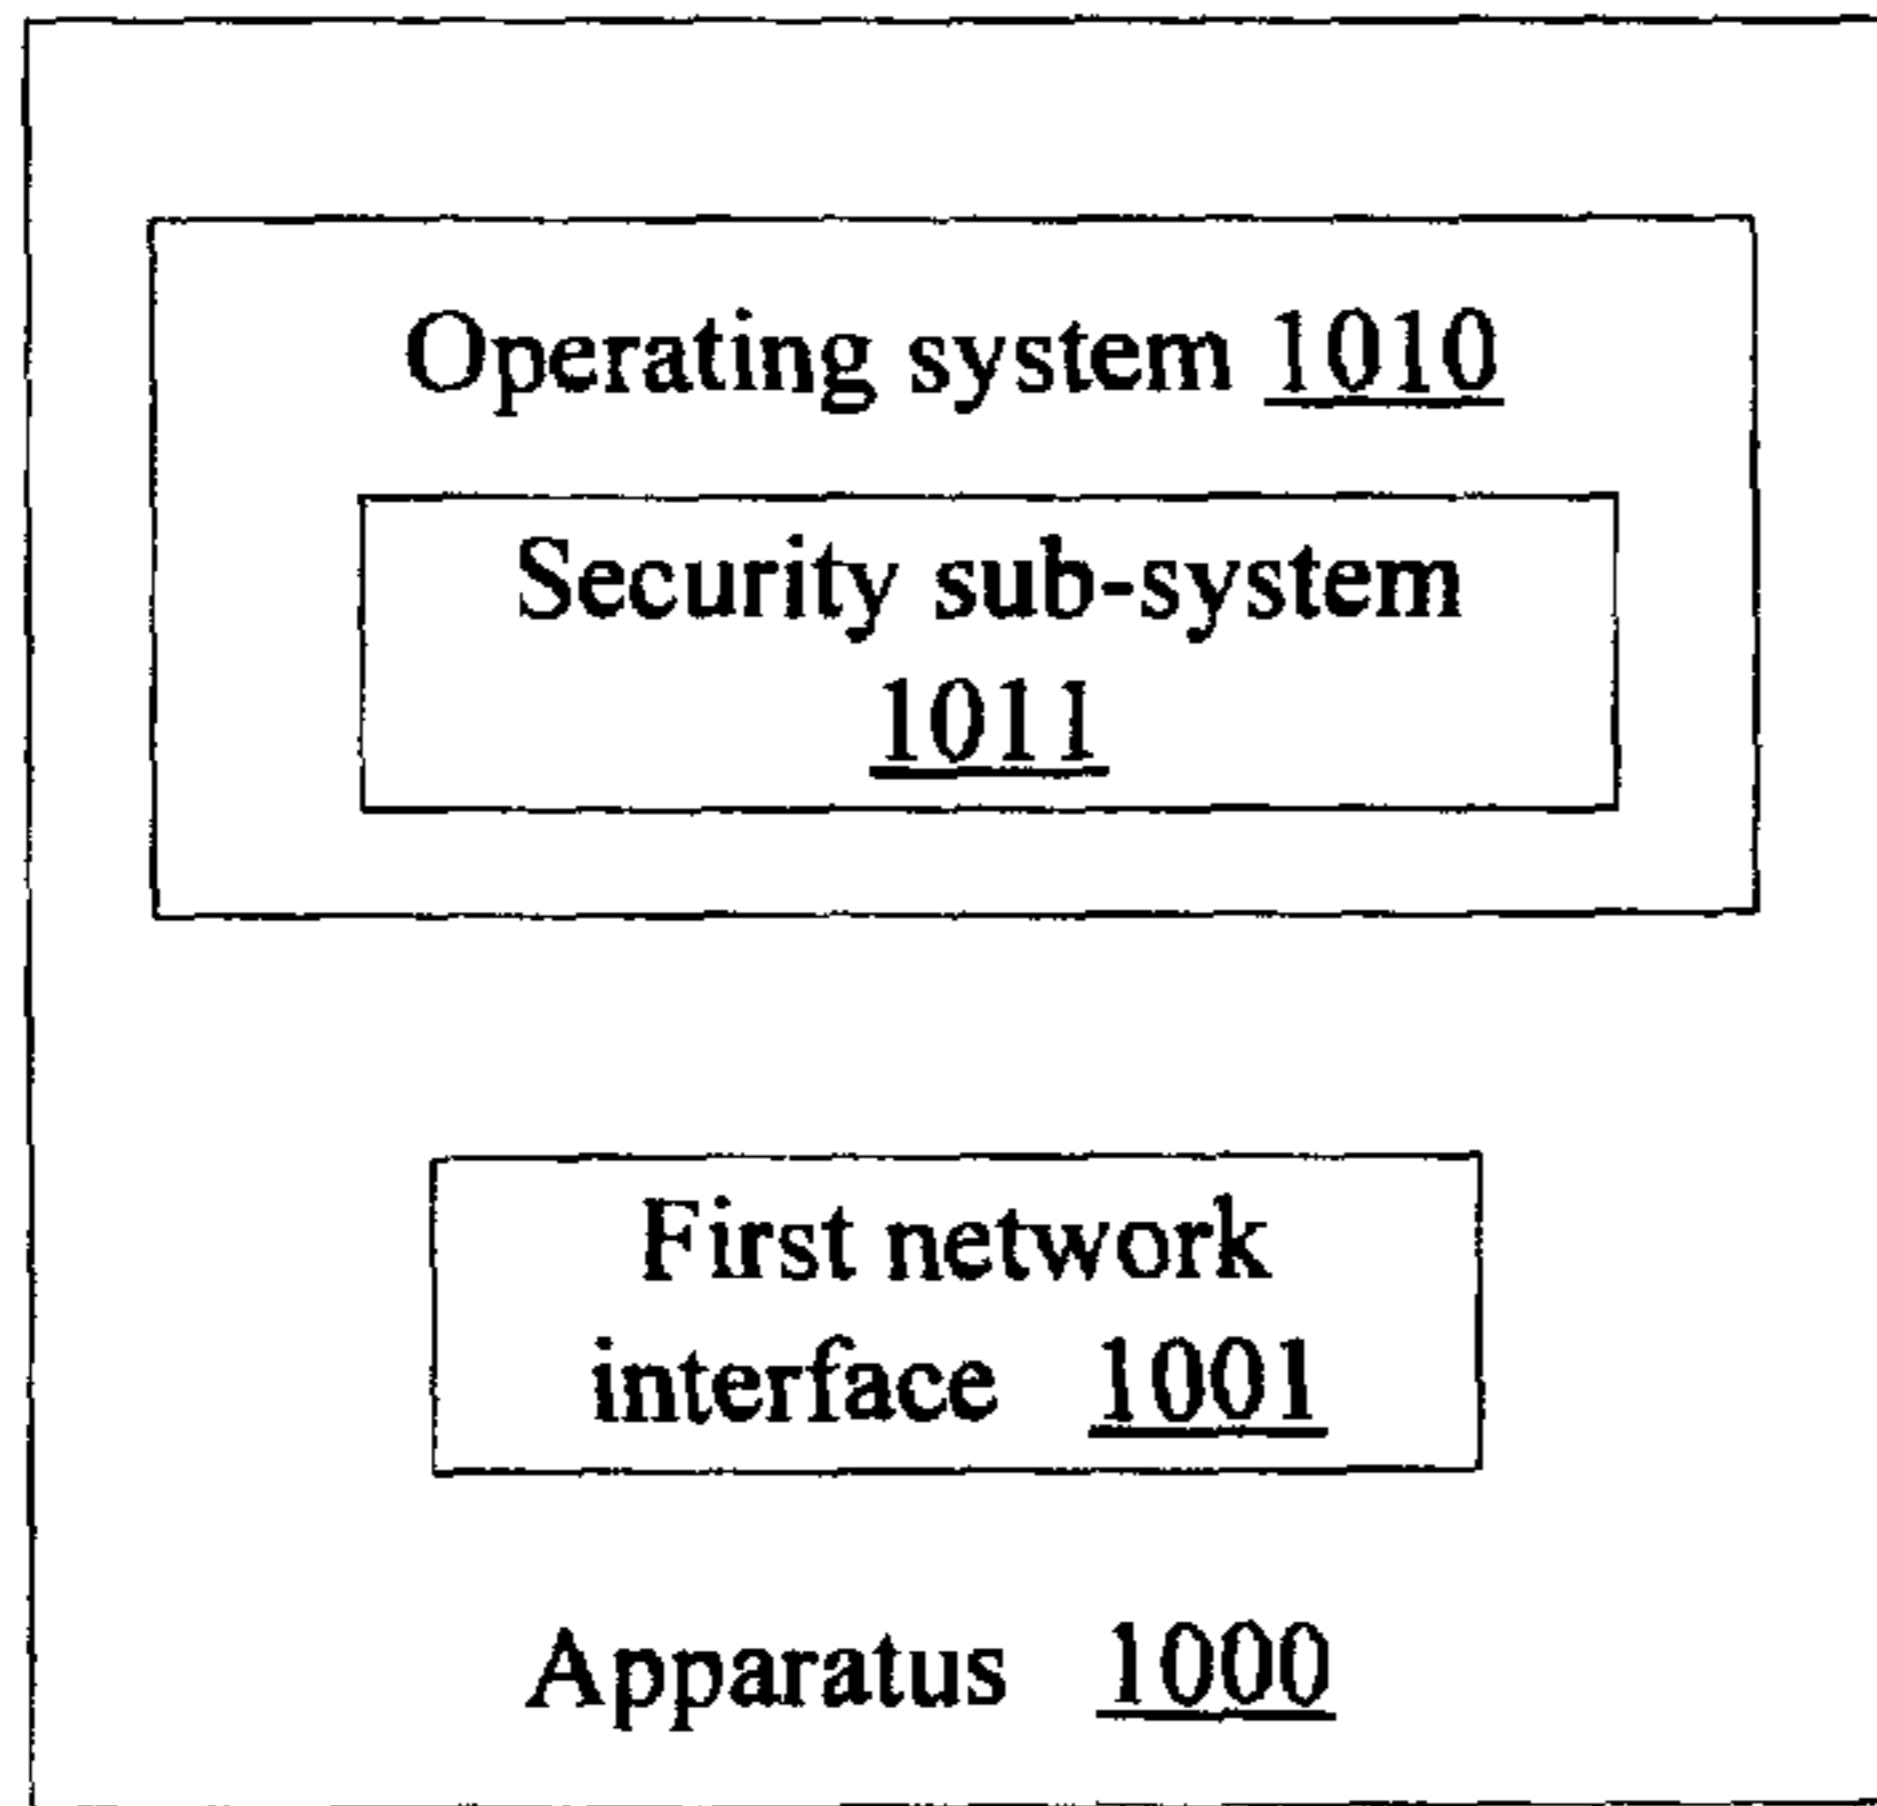 Operating system 1010
Security sub-system
1011
First network
interface 1001
Apparatus 1000